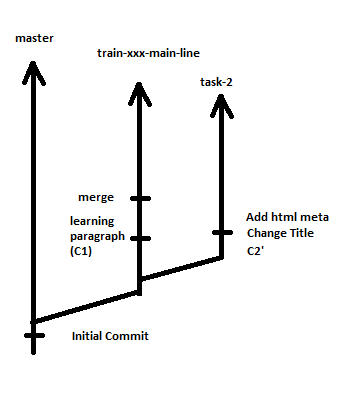 master
train-xxx-main-line
task-2
merge
learning
paragraph
(C1)
Add html meta
Change Title
C2'
Initial Commit